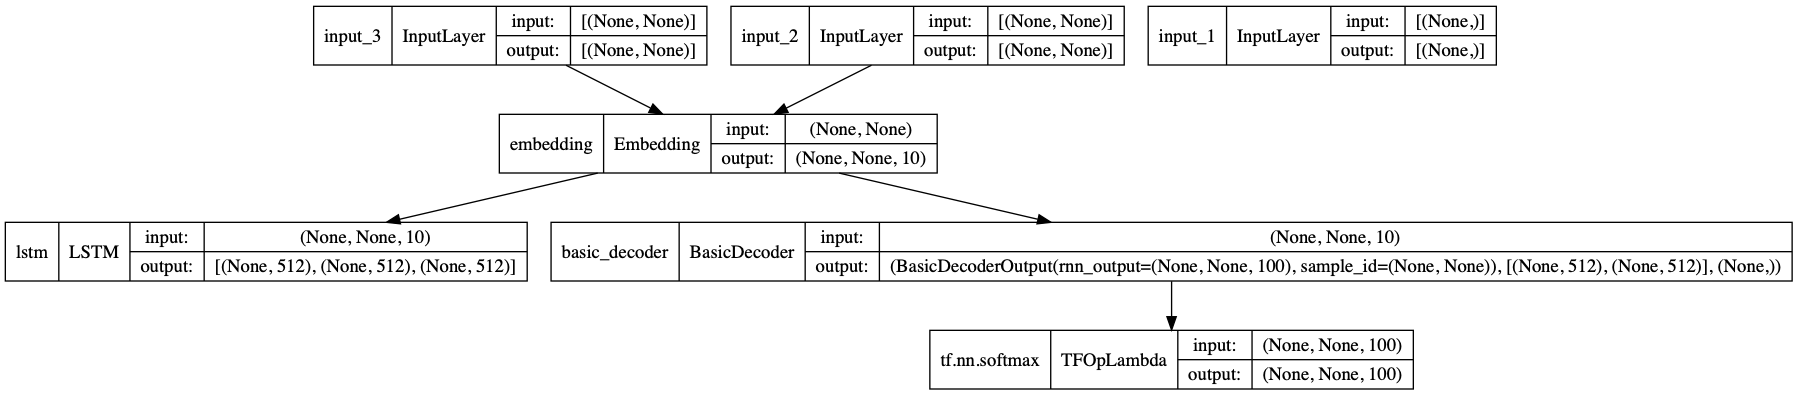 input_3 InputLayer input: [(None, None)]
output: [(None, None)]
input_2 InputLayer input: [(None, None)]
output: [(None, None)]
input_1 InputLayer input: [(None,)]
output: [(None,)]
embedding Embedding input: (None, None)
output: (None, None, 10)
lstm LSTM input: (None, None, 10)
output: [(None, 512), (None, 512), (None, 512)]
basic_decoder BasicDecoder input: (None, None, 10)
output: (BasicDecoderOutput(rnn_output=(None, None, 100), sample_id=(None, None)), [(None, 512), (None, 512)], (None,))
tf.nn.softmax TFOpLambda input: (None, None, 100)
output: (None, None, 100)